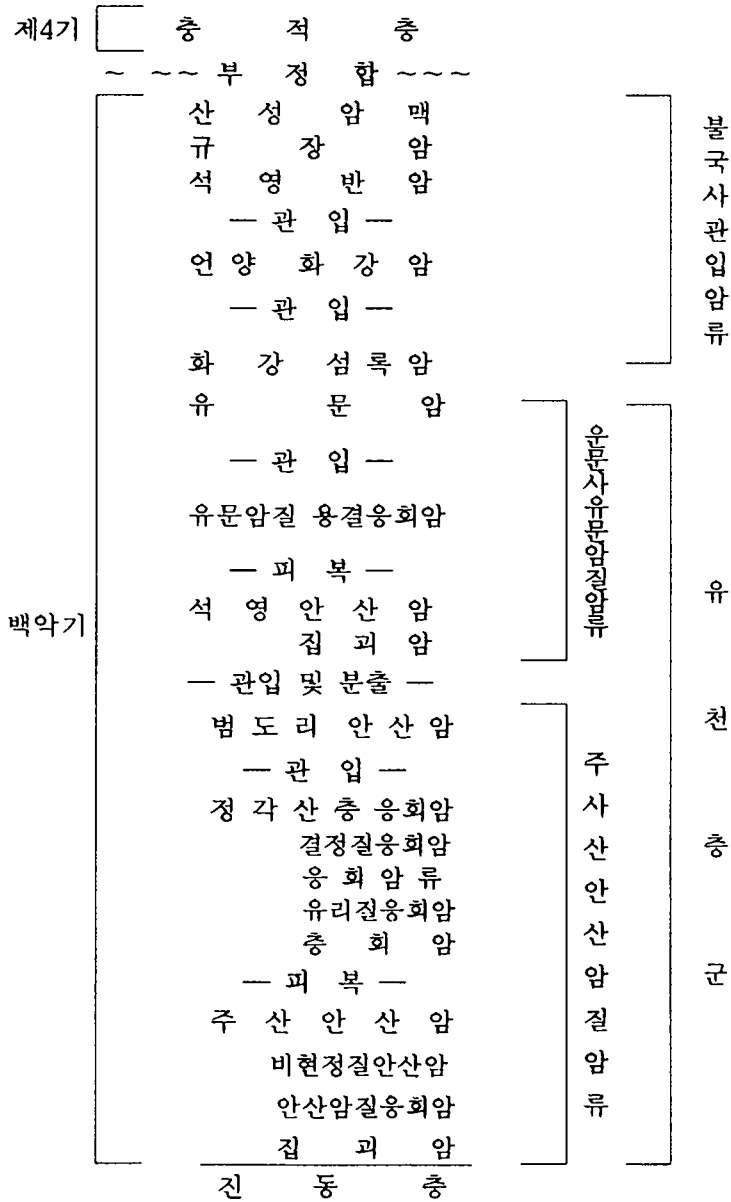 제4기 충 적 층
~ ~~ 부 정 합 ~~~
산 성 암 맥
규 장 암
석 영 반 암
— 관 입 —
언 양 화 강 암
— 관 입 —
화 강 섬 록 암
불국사관입암류
유 문 암
— 관 입 —
유문암질 용결응회암
— 피 복 —
석 영 안 산 암
집 괴 암
운문사유문암질암류
백악기
— 관입 및 분출 —
범 도 리 안 산 암
— 관 입 —
정 각 산 층 응회암
결정질응회암
응 화 암 류
유리질응회암
층 회 암
— 피 복 —
주 산 안 산 암
비현정질안산암
안산암질응회암
집 괴 암
주사산안산암질암류
유천층군
진 동 층